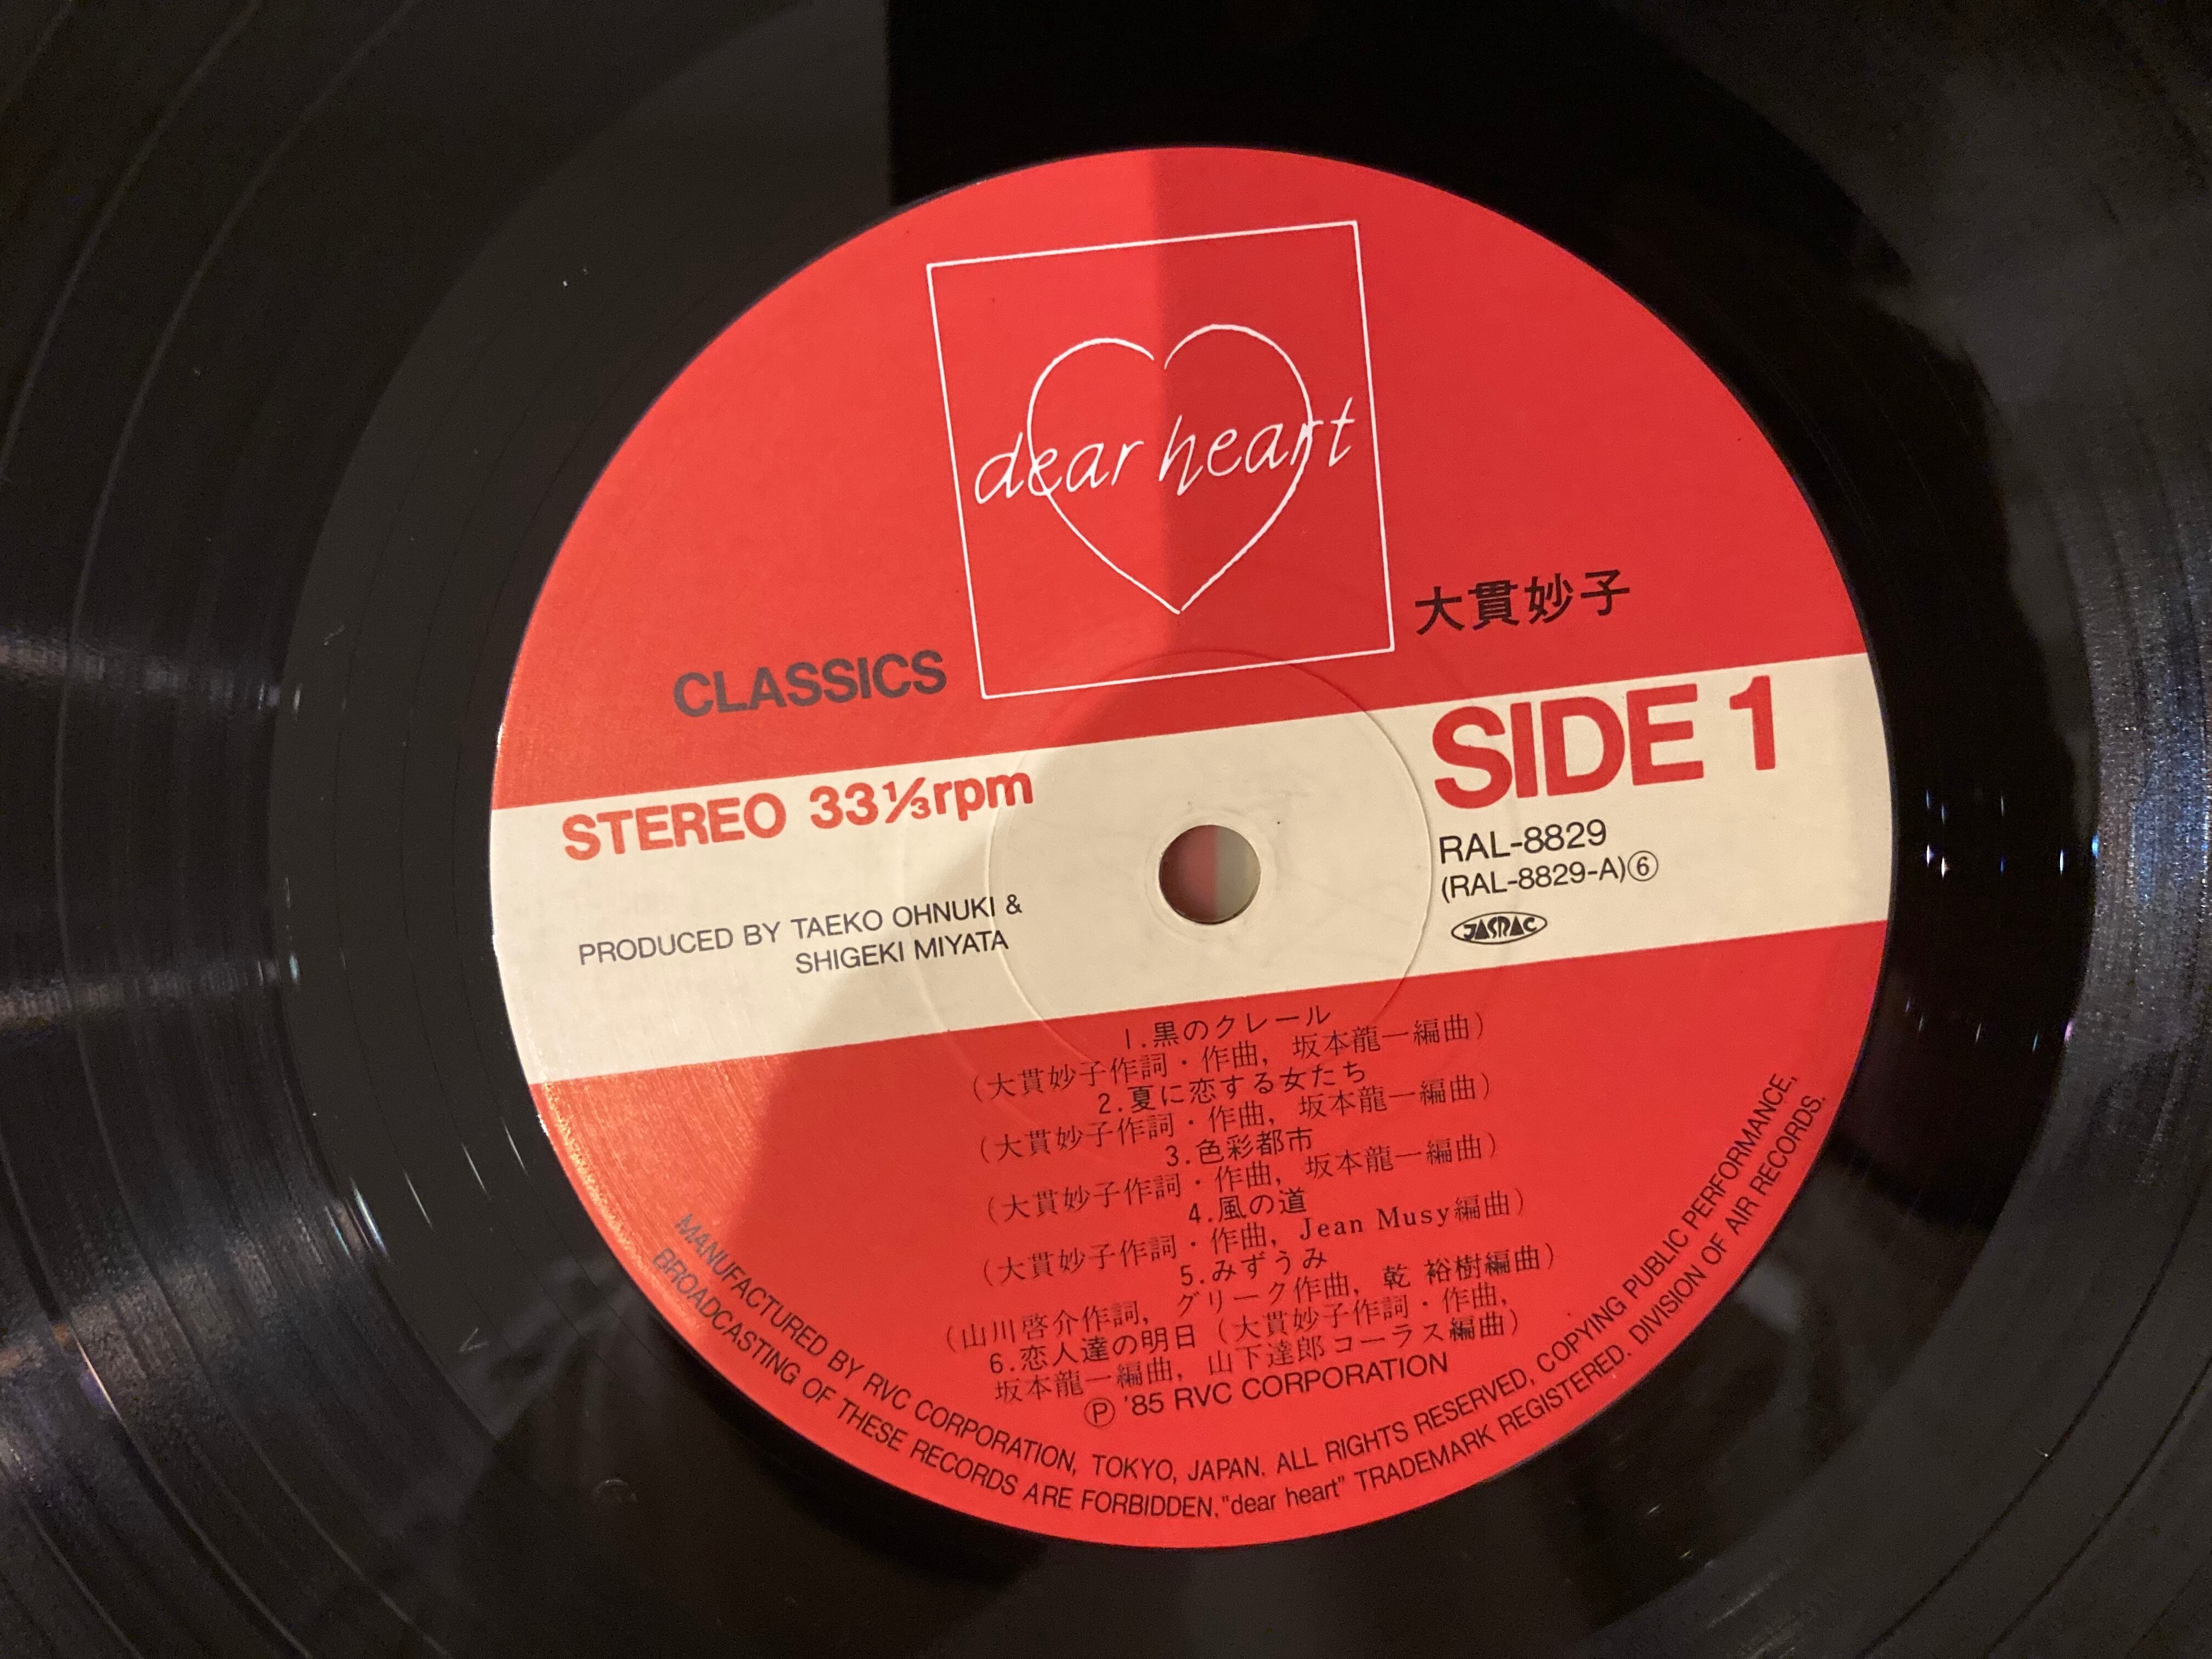 dear heart
CLASSICS
大貫妙子
STEREO 33⅓rpm
SIDE 1
RAL-8829
(RAL-8829-A)⑥
JASRAC
PRODUCED BY TAEKO OHNUKI &
SHIGEKI MIYATA
1.黒のクレール
(大貫妙子作詞・作曲, 坂本龍一編曲)
2.夏に恋する女たち
(大貫妙子作詞・作曲, 坂本龍一編曲)
3.色彩都市
(大貫妙子作詞・作曲, 坂本龍一編曲)
4.風の道
(大貫妙子作詞・作曲, Jean Musy編曲)
5.みずうみ
(山川啓介作詞, グリーク作曲, 乾 裕樹編曲)
6.恋人達の明日(大貫妙子作詞・作曲,
坂本龍一編曲, 山下達郎コーラス編曲)
Ⓟ '85 RVC CORPORATION
MANUFACTURED BY RVC CORPORATION, TOKYO, JAPAN. ALL RIGHTS RESERVED, COPYING PUBLIC PERFORMANCE,
BROADCASTING OF THESE RECORDS ARE FORBIDDEN. "dear heart" TRADEMARK REGISTERED. DIVISION OF AIR RECORDS.